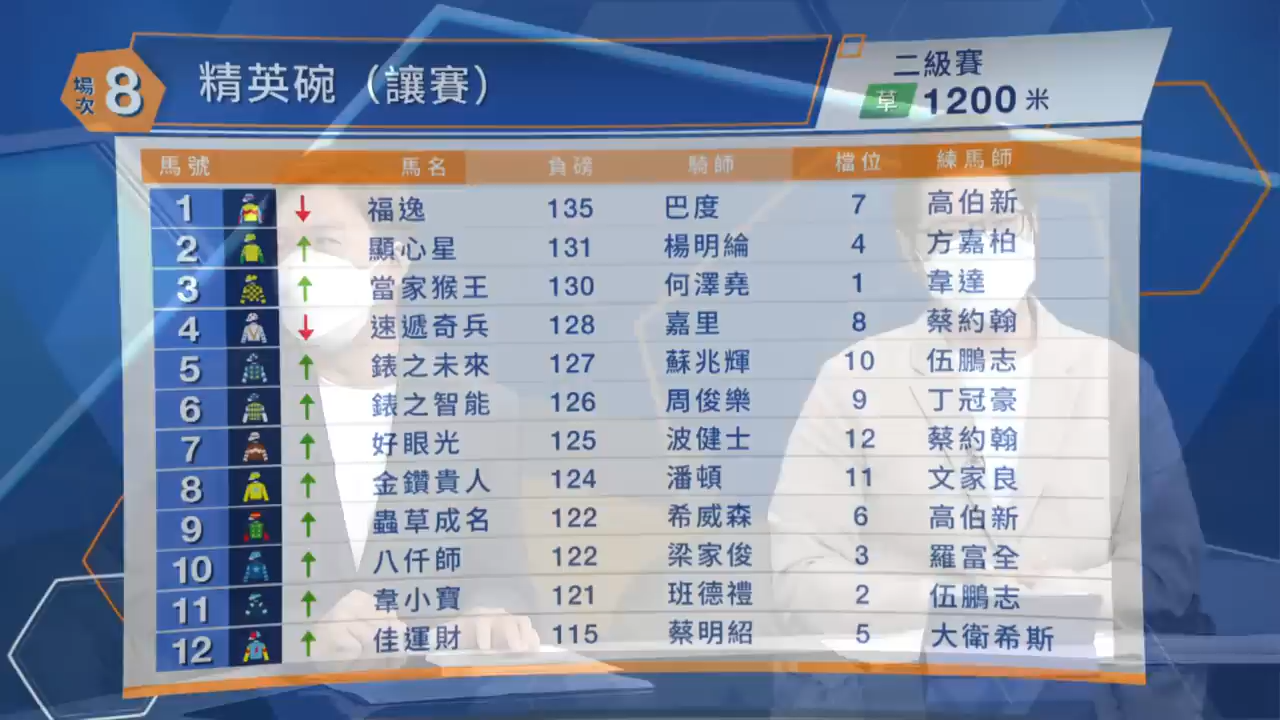 場次 8 精英碗（讓賽） 二級賽
草 1200 米
馬號 馬名 負磅 騎師 檔位 練馬師
1 福逸 135 巴度 7 高伯新
2 顯心星 131 楊明綸 4 方嘉柏
3 當家猴王 130 何澤堯 1 韋達
4 速遞奇兵 128 嘉里 8 蔡約翰
5 錶之未來 127 蘇兆輝 10 伍鵬志
6 錶之智能 126 周俊樂 9 丁冠豪
7 好眼光 125 波健士 12 蔡約翰
8 金鑽貴人 124 潘頓 11 文家良
9 蟲草成名 122 希威森 6 高伯新
10 八仟師 122 梁家俊 3 羅富全
11 韋小寶 121 班德禮 2 伍鵬志
12 佳運財 115 蔡明紹 5 大衛希斯